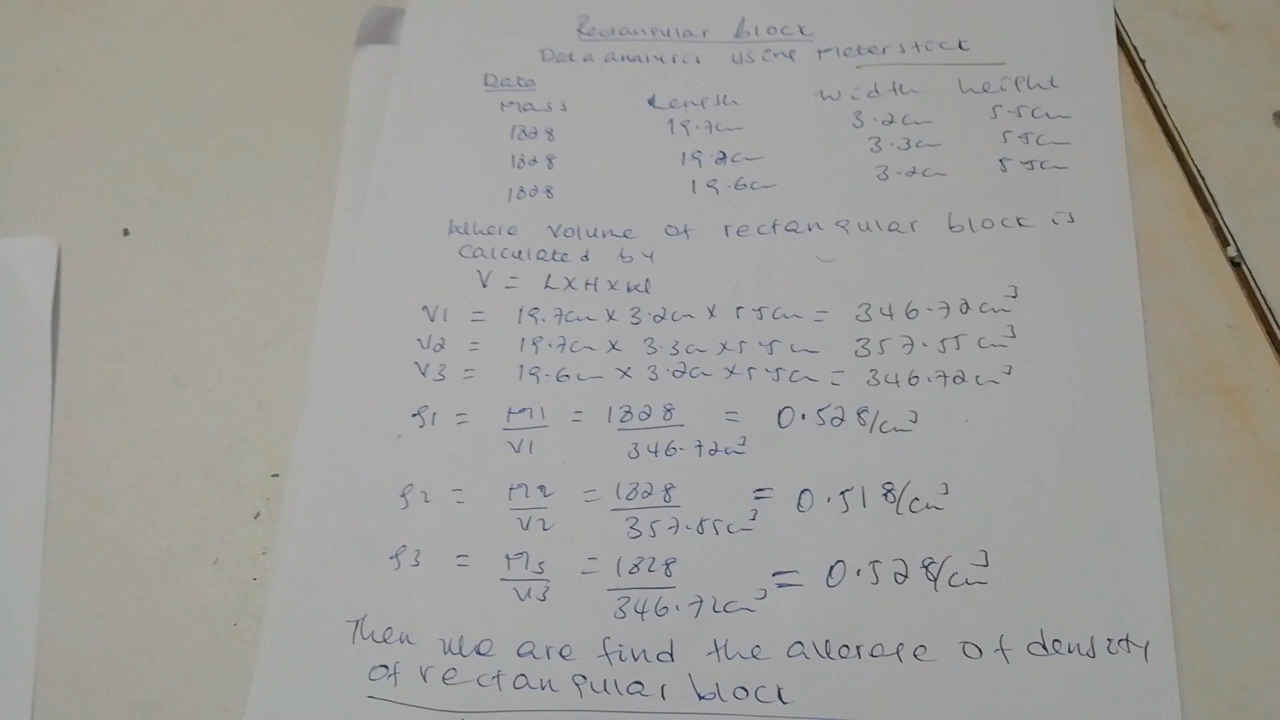 Rectangular block
Data analysis using meterstick
Data
Mass Length width height
182g 19.7cm 3.2cm 5.5cm
182g 19.7cm 3.3cm 5.5cm
182g 19.6cm 3.2cm 5.5cm
Where volume of rectangular block is
calculated by
V = L×H×W
V1 = 19.7cm × 3.2cm × 5.5cm = 346.72cm³
V2 = 19.7cm × 3.3cm × 5.5cm 357.55cm³
V3 = 19.6cm × 3.2cm × 5.5cm = 346.72cm³
ρ1 = M1/V1 = 182g/346.72cm³ = 0.52g/cm³
ρ2 = M2/V2 = 182g/357.55cm³ = 0.51g/cm³
ρ3 = M3/V3 = 182g/346.72cm³ = 0.52g/cm³
Then we are find the average of density
of rectangular block